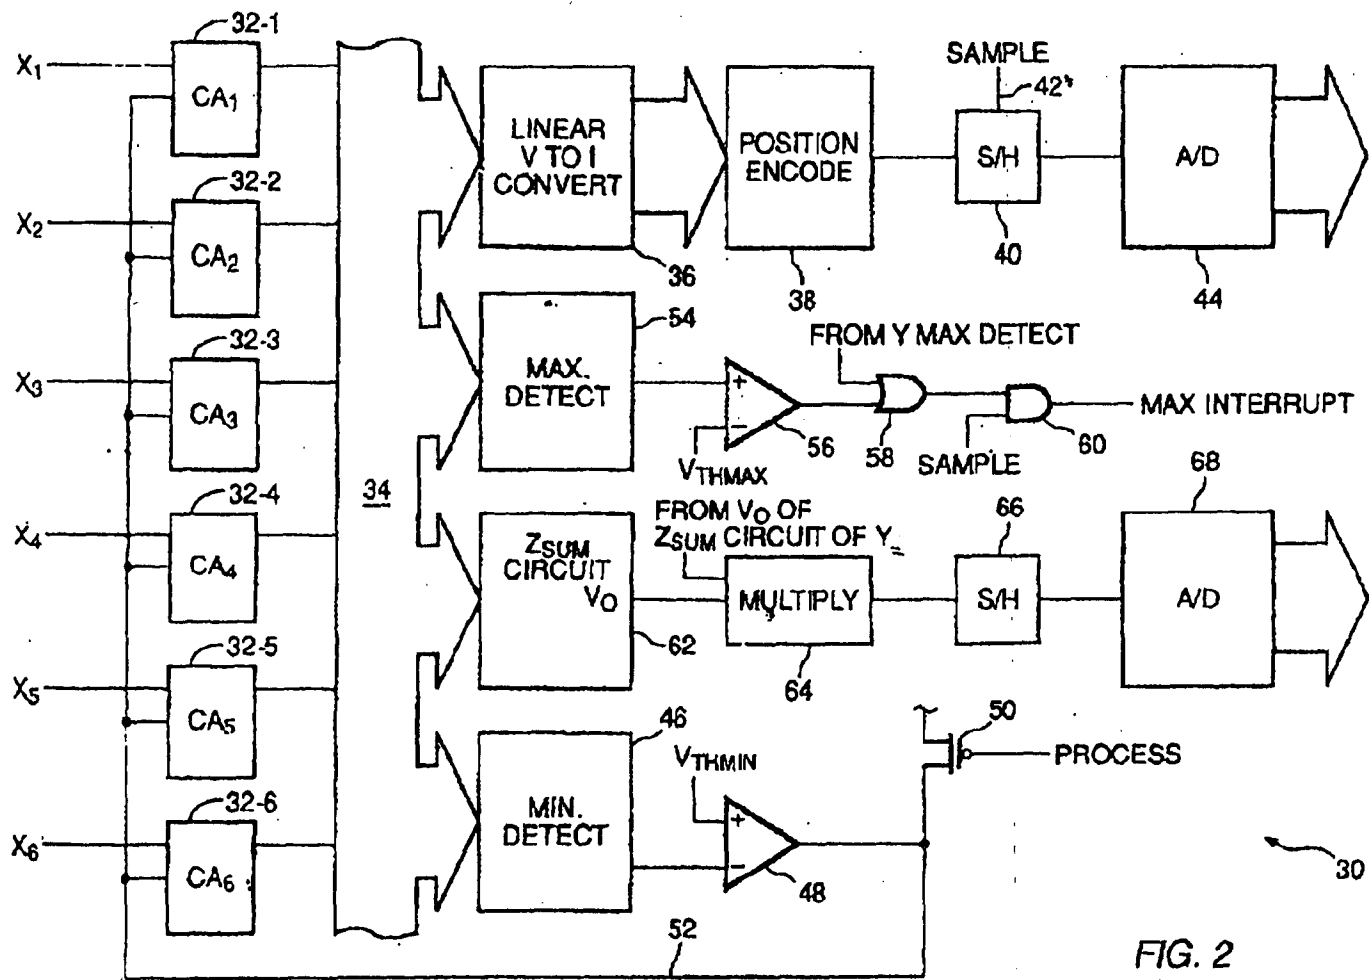 32-1
X1
CA1
32-2
X2
CA2
32-3
X3
CA3
32-4
X4
CA4
32-5
X5
CA5
32-6
X6
CA6
34
LINEAR
V TO I
CONVERT
36
POSITION
ENCODE
38
SAMPLE
42
S/H
40
A/D
44
54
MAX.
DETECT
+
−
VTHMAX
56
FROM Y MAX DETECT
58
SAMPLE
60
MAX INTERRUPT
ZSUM
CIRCUIT
VO
62
FROM VO OF
ZSUM CIRCUIT OF Y
MULTIPLY
64
66
S/H
68
A/D
46
MIN.
DETECT
VTHMIN
+
−
48
50
PROCESS
52
30
FIG. 2